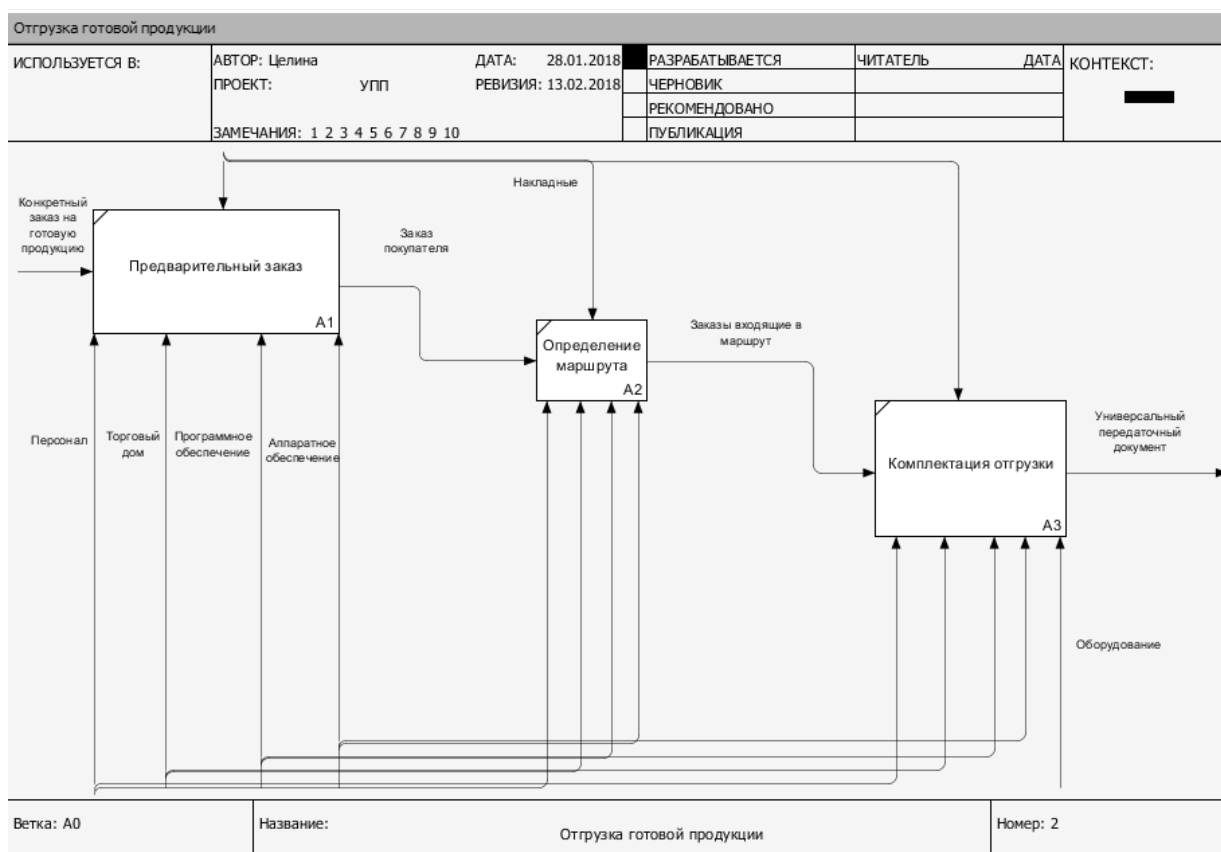 Отгрузка готовой продукции
ИСПОЛЬЗУЕТСЯ В:
АВТОР: Целина
ДАТА: 28.01.2018
ПРОЕКТ: УПП
РЕВИЗИЯ: 13.02.2018
ЗАМЕЧАНИЯ: 1 2 3 4 5 6 7 8 9 10
РАЗРАБАТЫВАЕТСЯ
ЧЕРНОВИК
РЕКОМЕНДОВАНО
ПУБЛИКАЦИЯ
ЧИТАТЕЛЬ
ДАТА
КОНТЕКСТ:
Накладные
Конкретный
заказ на
готовую
продукцию
Предварительный заказ
A1
Заказ
покупателя
Определение
маршрута
A2
Заказы входящие в
маршрут
Комплектация отгрузки
A3
Универсальный
передаточный
документ
Персонал
Торговый
дом
Программное
обеспечение
Аппаратное
обеспечение
Оборудование
Ветка: A0
Название:
Отгрузка готовой продукции
Номер: 2